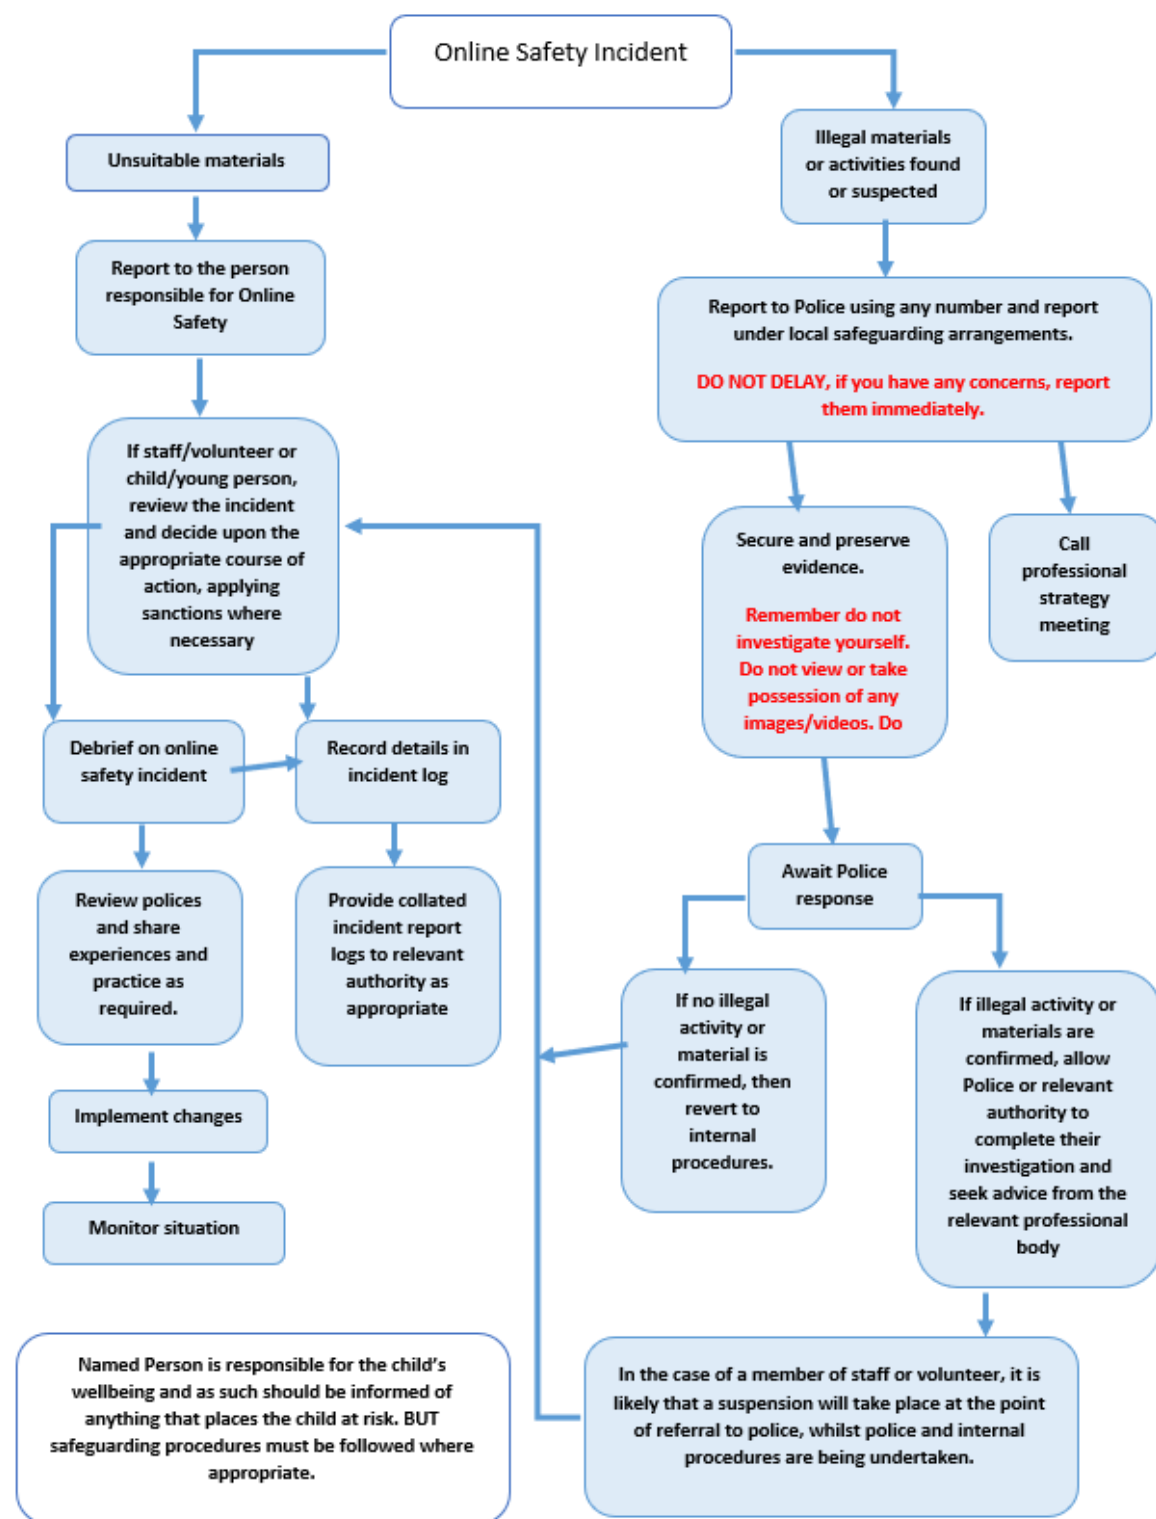 Online Safety Incident
Unsuitable materials
Report to the person
responsible for Online
Safety
If staff/volunteer or
child/young person,
review the incident
and decide upon the
appropriate course of
action, applying
sanctions where
necessary
Debrief on online
safety incident
Record details in
incident log
Review polices
and share
experiences and
practice as
required.
Provide collated
incident report
logs to relevant
authority as
appropriate
Implement changes
Monitor situation
Illegal materials
or activities found
or suspected
Report to Police using any number and report
under local safeguarding arrangements.
DO NOT DELAY, if you have any concerns, report
them immediately.
Secure and preserve
evidence.
Remember do not
investigate yourself.
Do not view or take
possession of any
images/videos. Do
Call
professional
strategy
meeting
Await Police
response
If no illegal
activity or
material is
confirmed, then
revert to
internal
procedures.
If illegal activity or
materials are
confirmed, allow
Police or relevant
authority to
complete their
investigation and
seek advice from the
relevant professional
body
In the case of a member of staff or volunteer, it is
likely that a suspension will take place at the point
of referral to police, whilst police and internal
procedures are being undertaken.
Named Person is responsible for the child's
wellbeing and as such should be informed of
anything that places the child at risk. BUT
safeguarding procedures must be followed where
appropriate.